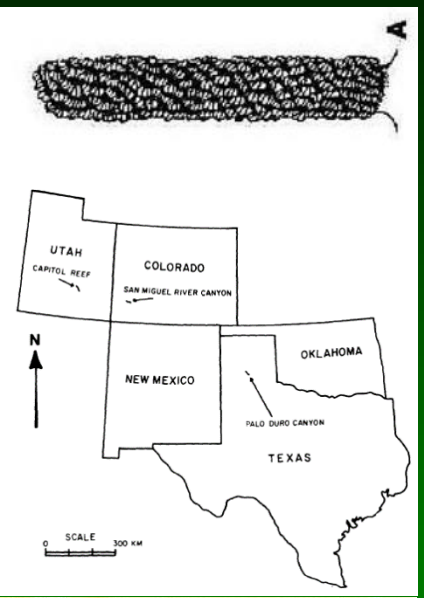 A
UTAH
CAPITOL REEF
COLORADO
SAN MIGUEL RIVER CANYON
N
NEW MEXICO
OKLAHOMA
PALO DURO CANYON
TEXAS
SCALE
0 300 KM